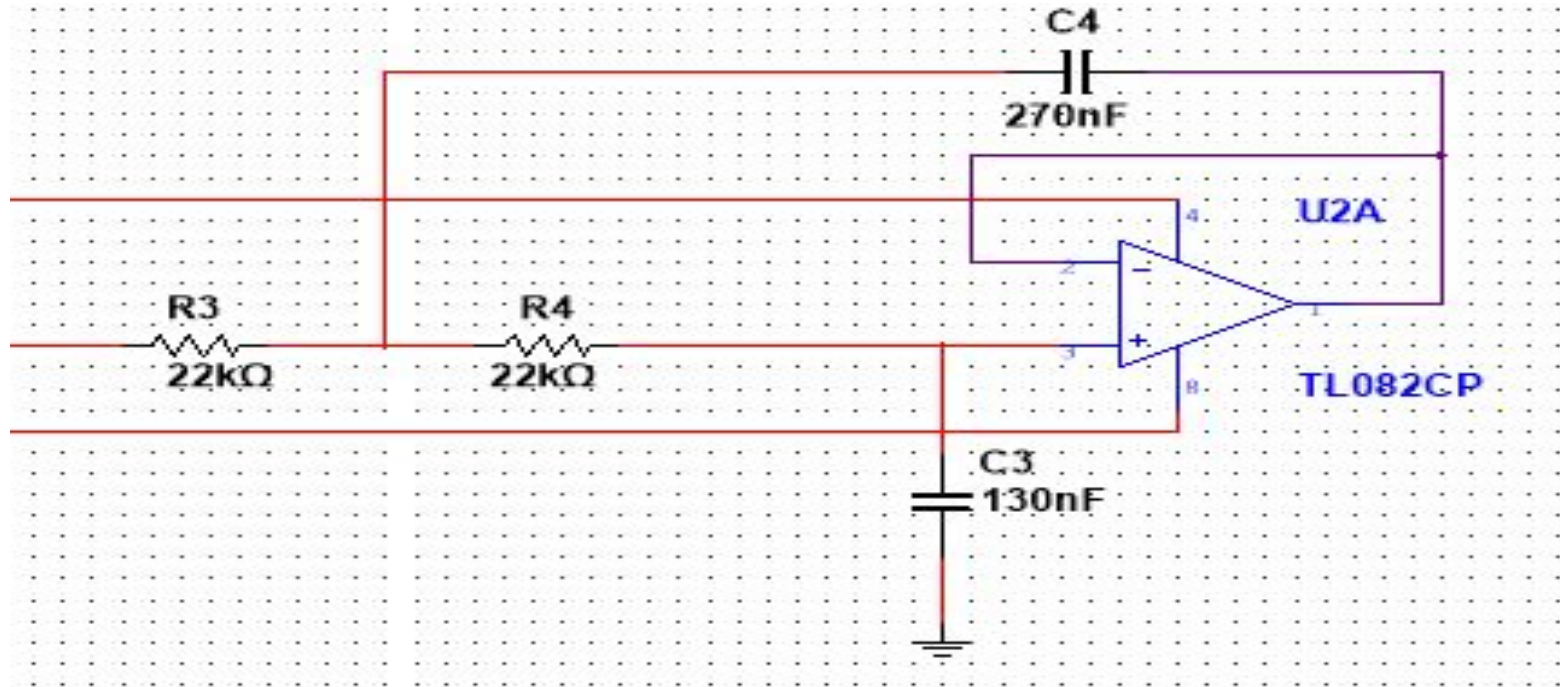 C4
270nF
4
U2A
2
R3
R4
1
22kΩ
22kΩ
3
8
TL082CP
C3
130nF